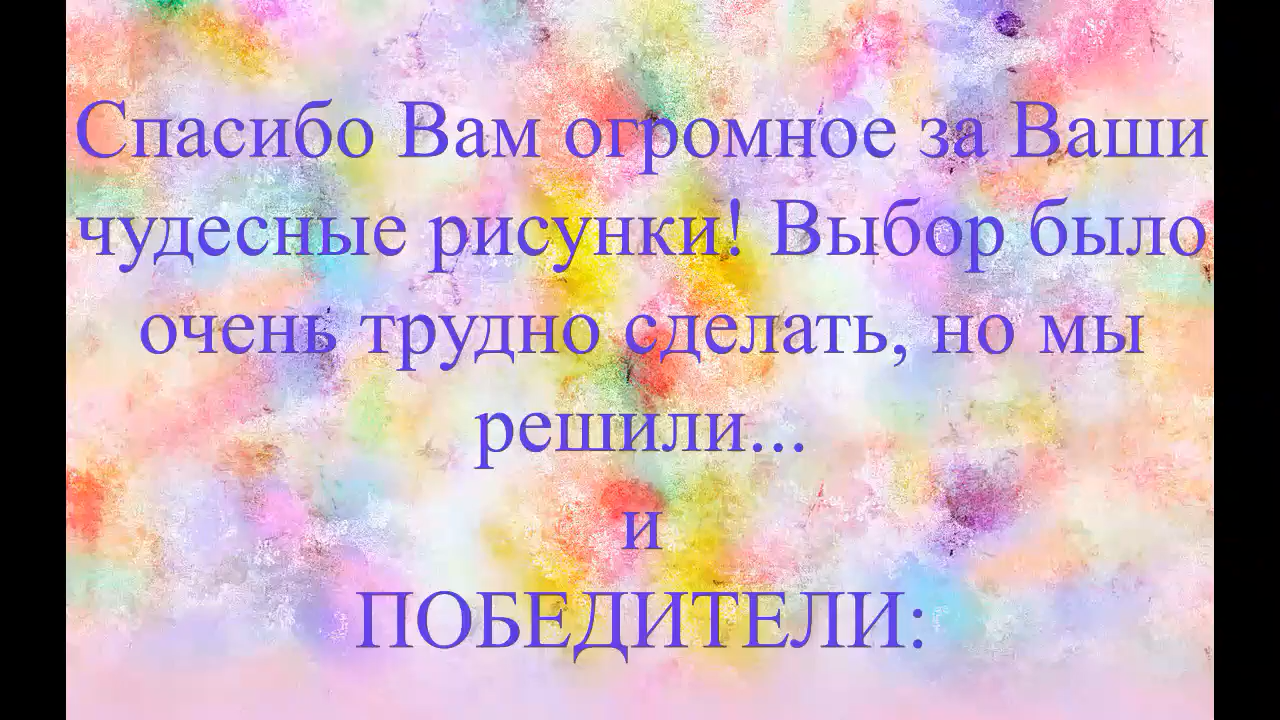 Спасибо Вам огромное за Ваши
чудесные рисунки! Выбор было
очень трудно сделать, но мы
решили...
и
ПОБЕДИТЕЛИ: